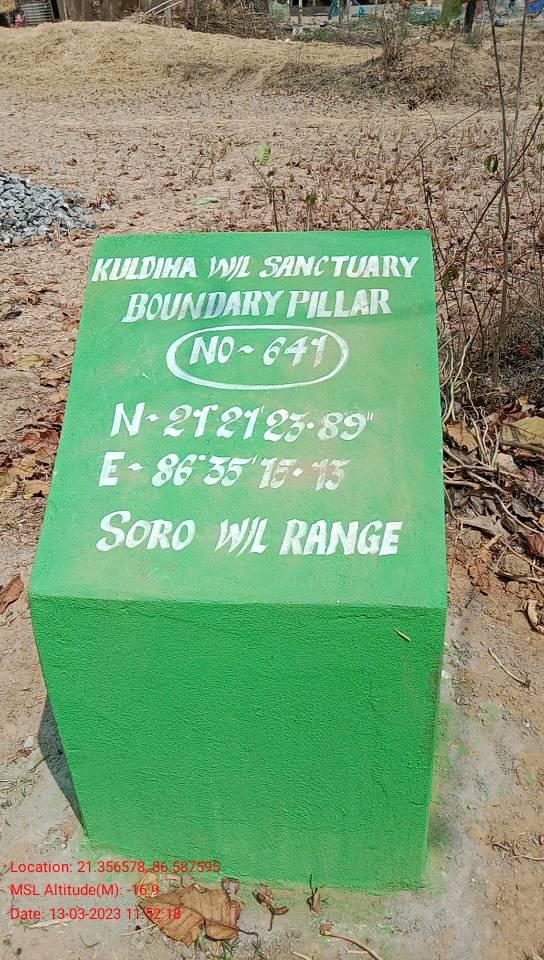 KULDIHA W/L SANCTUARY
BOUNDARY PILLAR
NO~641
N~21°21'23.89"
E~86°35'15.13
SORO W/L RANGE
Location: 21.356578, 86.587595
MSL Altitude(M): -16.9
Date: 13-03-2023 11:52:18